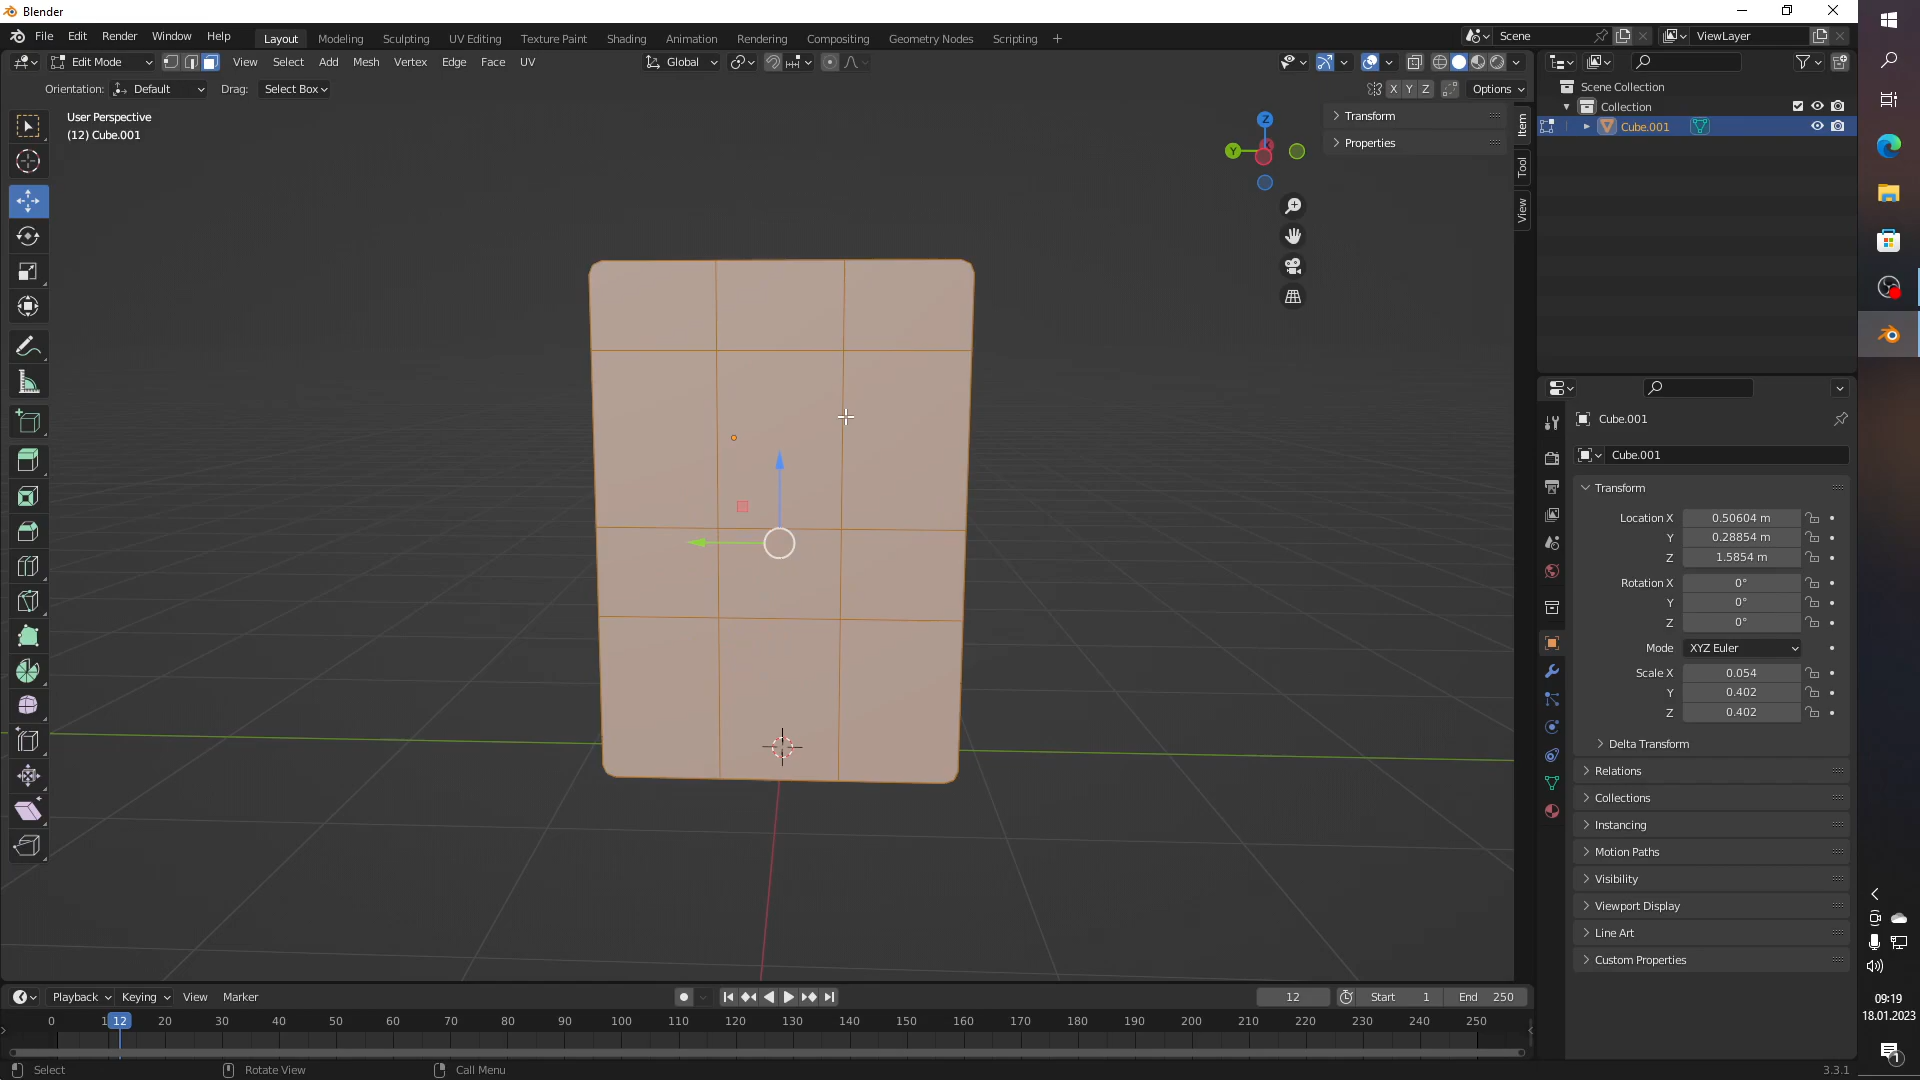 Blender
File Edit Render Window Help
Layout Modeling Sculpting UV Editing Texture Paint Shading Animation Rendering Compositing Geometry Nodes Scripting +
Scene
ViewLayer
Edit Mode
View Select Add Mesh Vertex Edge Face UV
Global
Orientation: Default Drag: Select Box
X Y Z Options
User Perspective
(12) Cube.001
Z
Y
Transform
Properties
Item
Tool
View
Scene Collection
Collection
Cube.001
Cube.001
Cube.001
Transform
Location X 0.50604 m
Y 0.28854 m
Z 1.5854 m
Rotation X 0°
Y 0°
Z 0°
Mode XYZ Euler
Scale X 0.054
Y 0.402
Z 0.402
Delta Transform
Relations
Collections
Instancing
Motion Paths
Visibility
Viewport Display
Line Art
Custom Properties
Playback Keying View Marker
12 Start 1 End 250
0 12 20 30 40 50 60 70 80 90 100 110 120 130 140 150 160 170 180 190 200 210 220 230 240 250
Select Rotate View Call Menu
3.3.1
09:19
18.01.2023
1